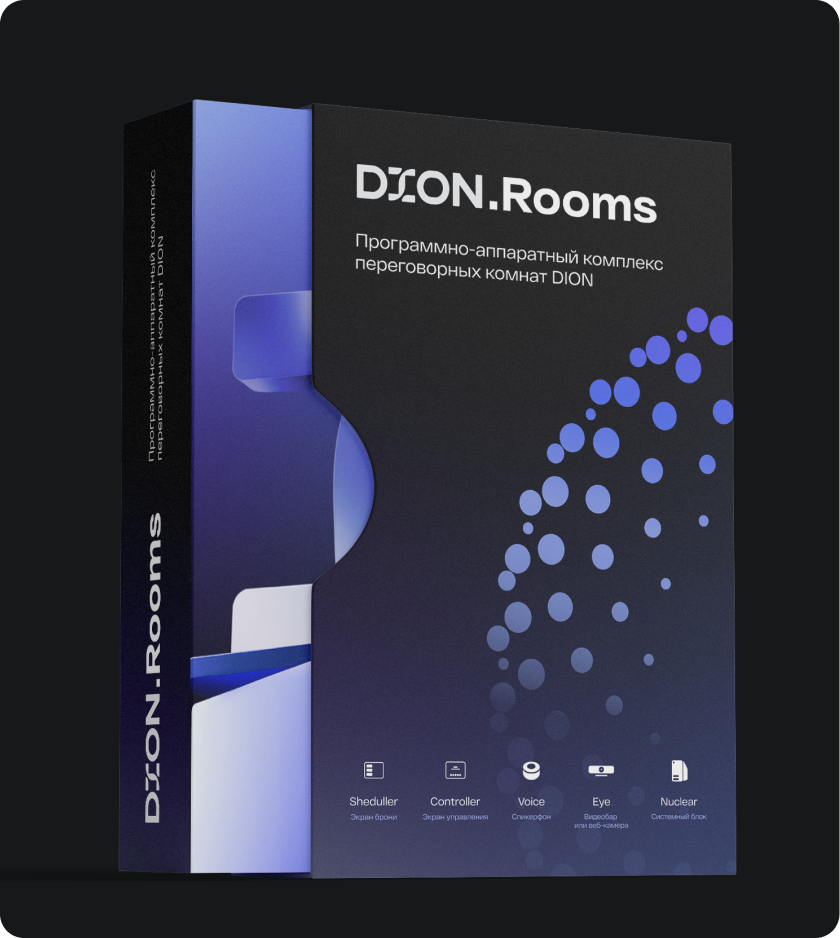 DION.Rooms
Программно-аппаратный комплекс
переговорных комнат DION
Sheduller
Экран брони
Controller
Экран управления
Voice
Спикерфон
Eye
Видеобар
или веб-камера
Nuclear
Системный блок
Программно-аппаратный комплекс
переговорных комнат DION
DION.Rooms